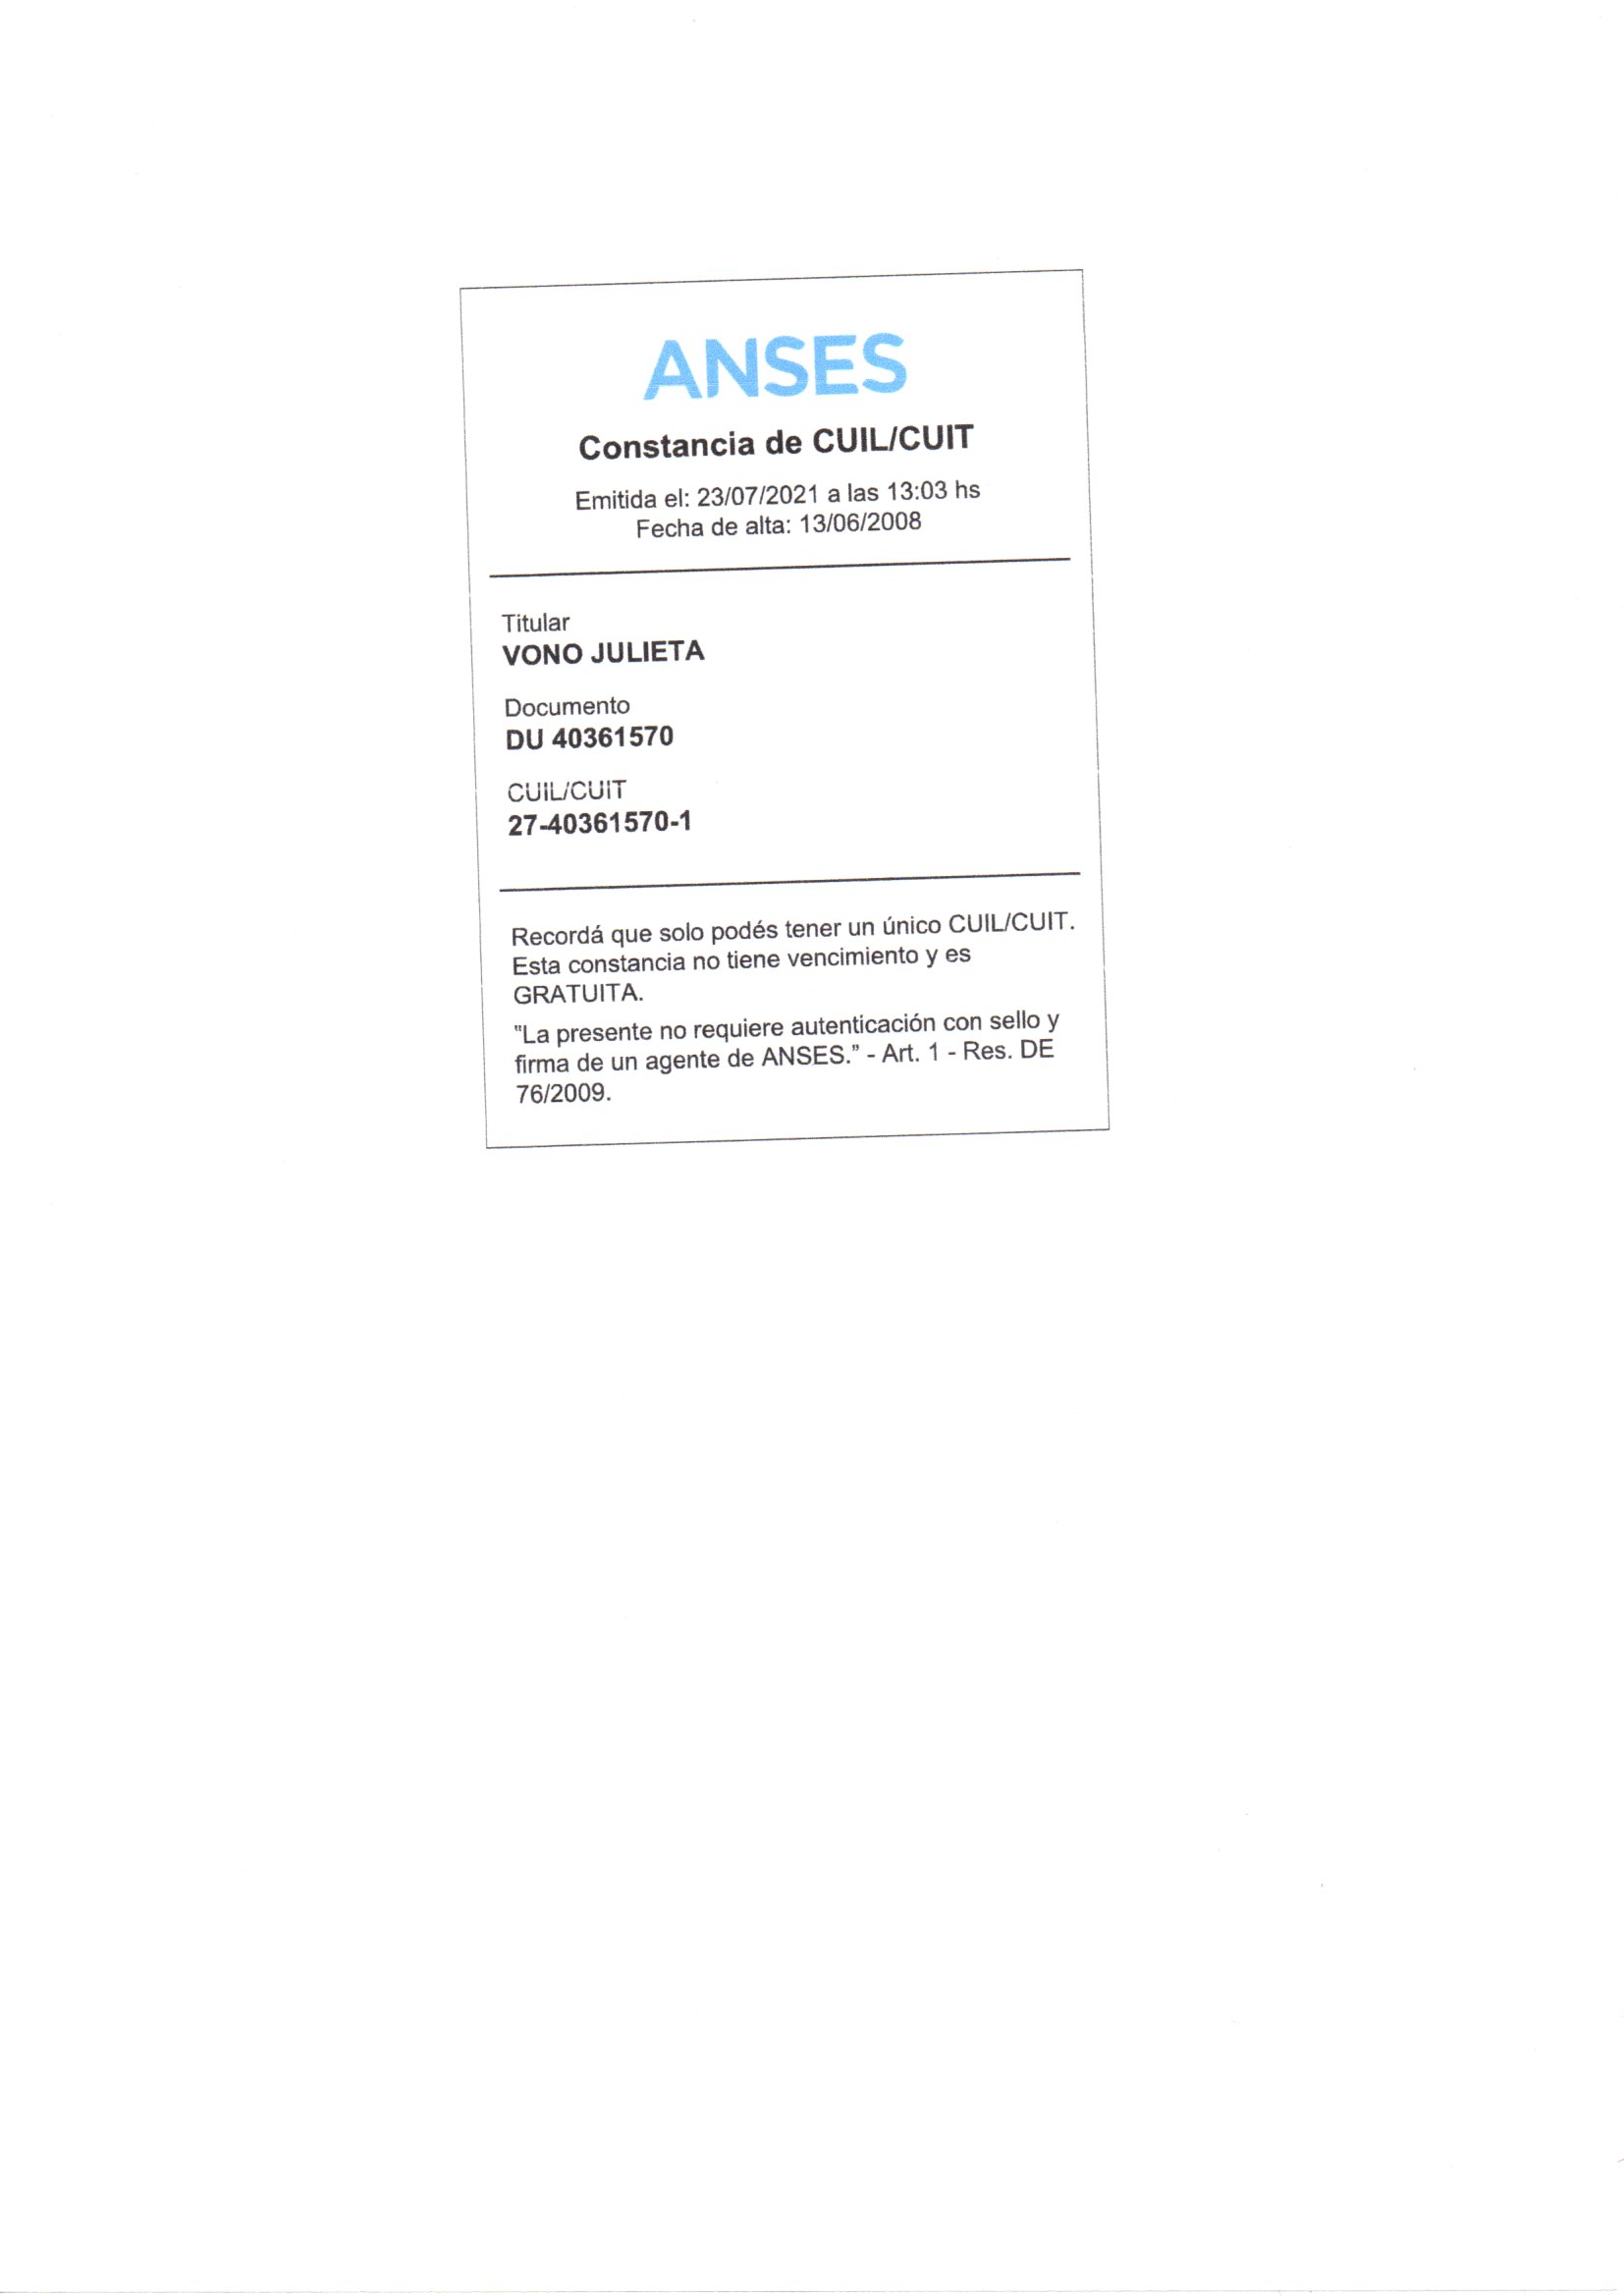 ANSES
Constancia de CUIL/CUIT
Emitida el: 23/07/2021 a las 13:03 hs
Fecha de alta: 13/06/2008
Titular
VONO JULIETA
Documento
DU 40361570
CUIL/CUIT
27-40361570-1
Recordá que solo podés tener un único CUIL/CUIT.
Esta constancia no tiene vencimiento y es
GRATUITA.
"La presente no requiere autenticación con sello y
firma de un agente de ANSES.” - Art. 1 - Res. DE
76/2009.